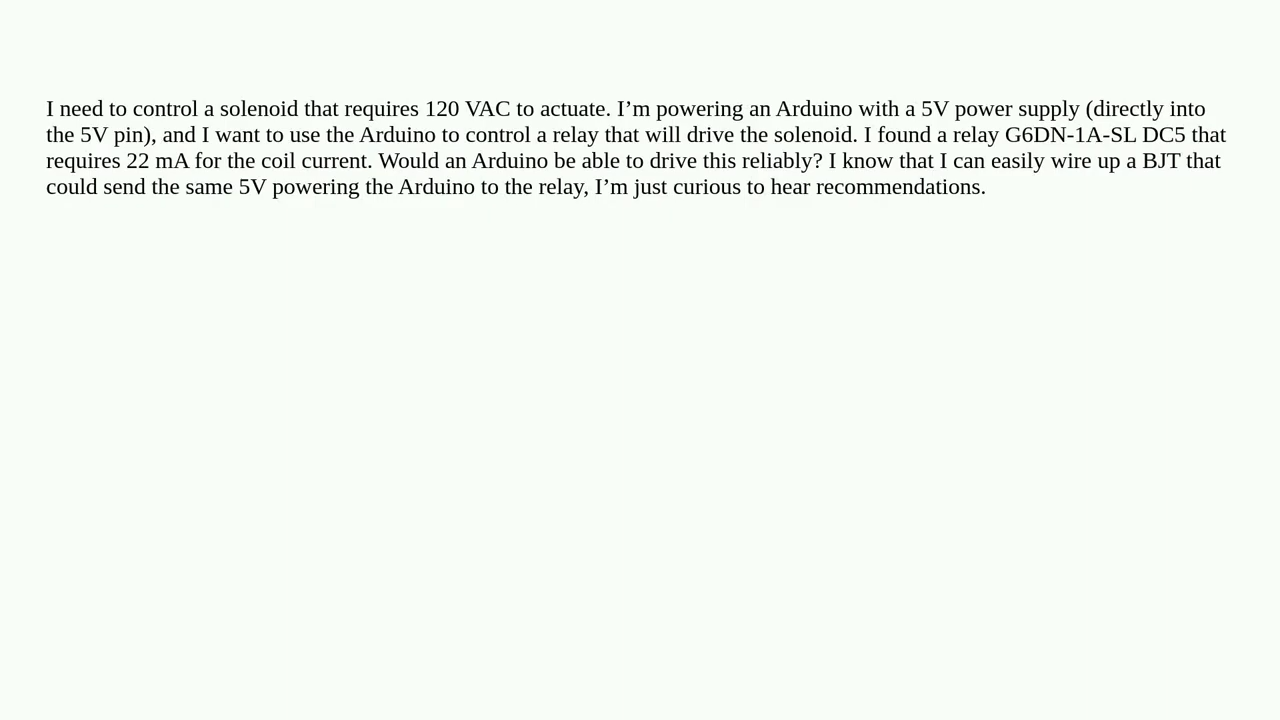 I need to control a solenoid that requires 120 VAC to actuate. I’m powering an Arduino with a 5V power supply (directly into
the 5V pin), and I want to use the Arduino to control a relay that will drive the solenoid. I found a relay G6DN-1A-SL DC5 that
requires 22 mA for the coil current. Would an Arduino be able to drive this reliably? I know that I can easily wire up a BJT that
could send the same 5V powering the Arduino to the relay, I’m just curious to hear recommendations.